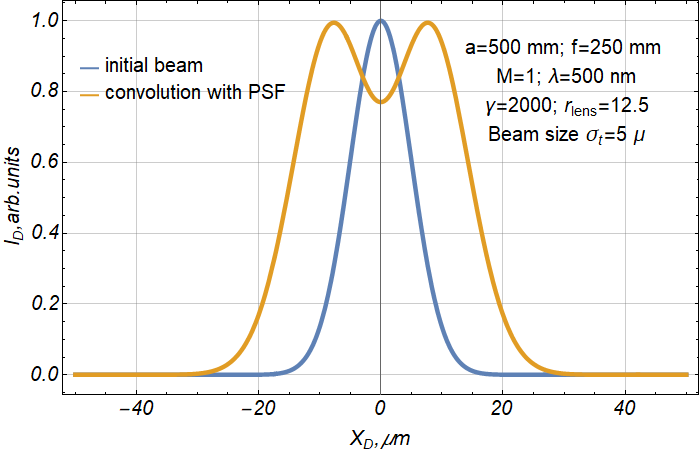 initial beam
convolution with PSF
a=500 mm; f=250 mm
M=1; λ=500 nm
γ=2000; r_lens=12.5
Beam size σ_t=5 μ
I_D,arb.units
1.0
0.8
0.6
0.4
0.2
0.0
−40 −20 0 20 40
X_D,μm